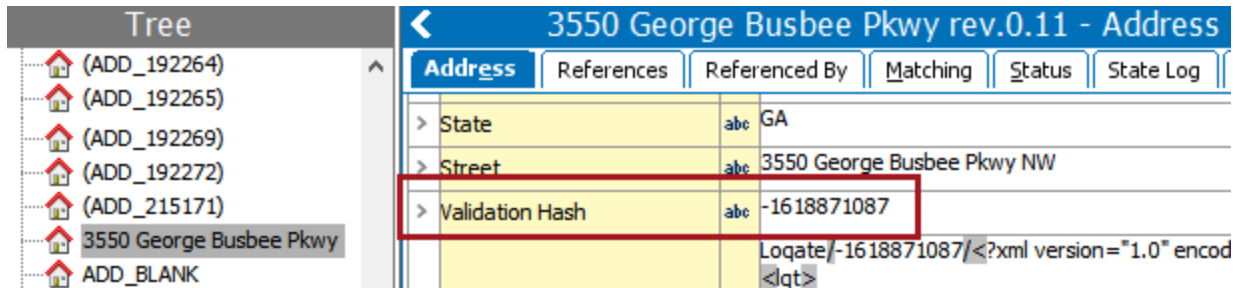 Tree
(ADD_192264)
(ADD_192265)
(ADD_192269)
(ADD_192272)
(ADD_215171)
3550 George Busbee Pkwy
ADD_BLANK
3550 George Busbee Pkwy rev.0.11 - Address
Address References Referenced By Matching Status State Log
State abc GA
Street abc 3550 George Busbee Pkwy NW
Validation Hash abc -1618871087
Loqate/-1618871087/<?xml version="1.0" encod
<lqt>